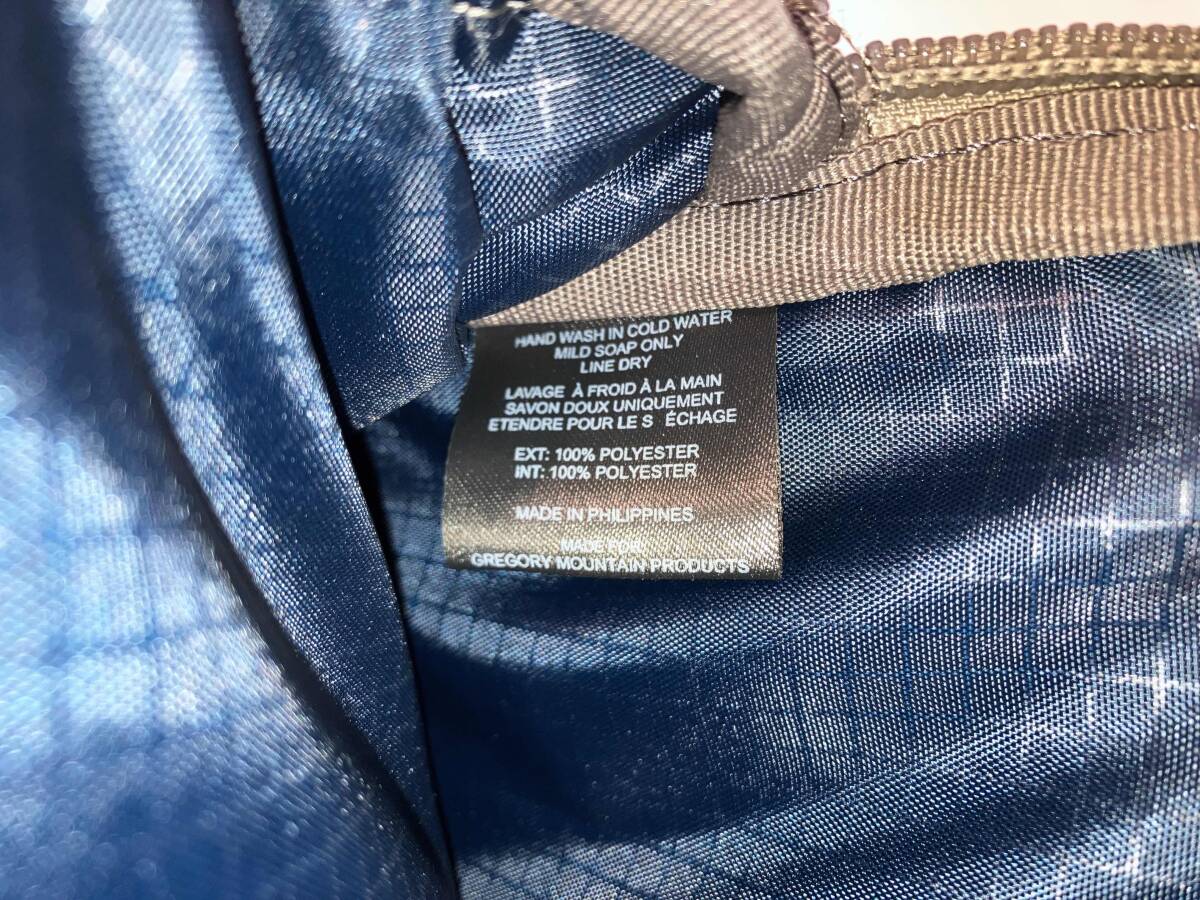 HAND WASH IN COLD WATER
MILD SOAP ONLY
LINE DRY
LAVAGE À FROID À LA MAIN
SAVON DOUX UNIQUEMENT
ETENDRE POUR LE S ÉCHAGE
EXT: 100% POLYESTER
INT: 100% POLYESTER
MADE IN PHILIPPINES
MADE FOR
GREGORY MOUNTAIN PRODUCTS